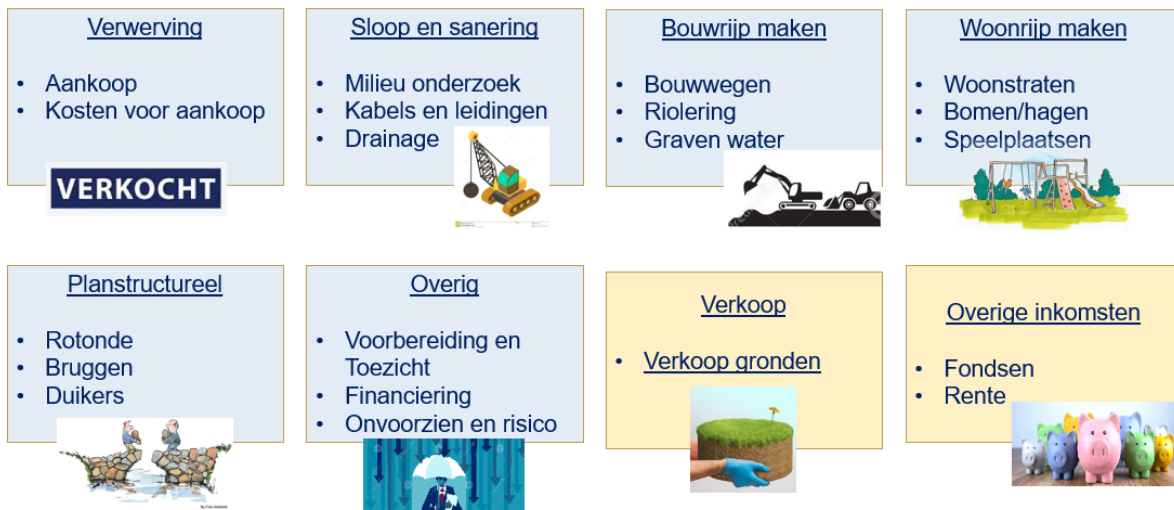 Verwerving
• Aankoop
• Kosten voor aankoop
VERKOCHT
Sloop en sanering
• Milieu onderzoek
• Kabels en leidingen
• Drainage
Bouwrijp maken
• Bouwwegen
• Riolering
• Graven water
Woonrijp maken
• Woonstraten
• Bomen/hagen
• Speelplaatsen
Planstructureel
• Rotonde
• Bruggen
• Duikers
Overig
• Voorbereiding en
Toezicht
• Financiering
• Onvoorzien en risico
Verkoop
• Verkoop gronden
Overige inkomsten
• Fondsen
• Rente